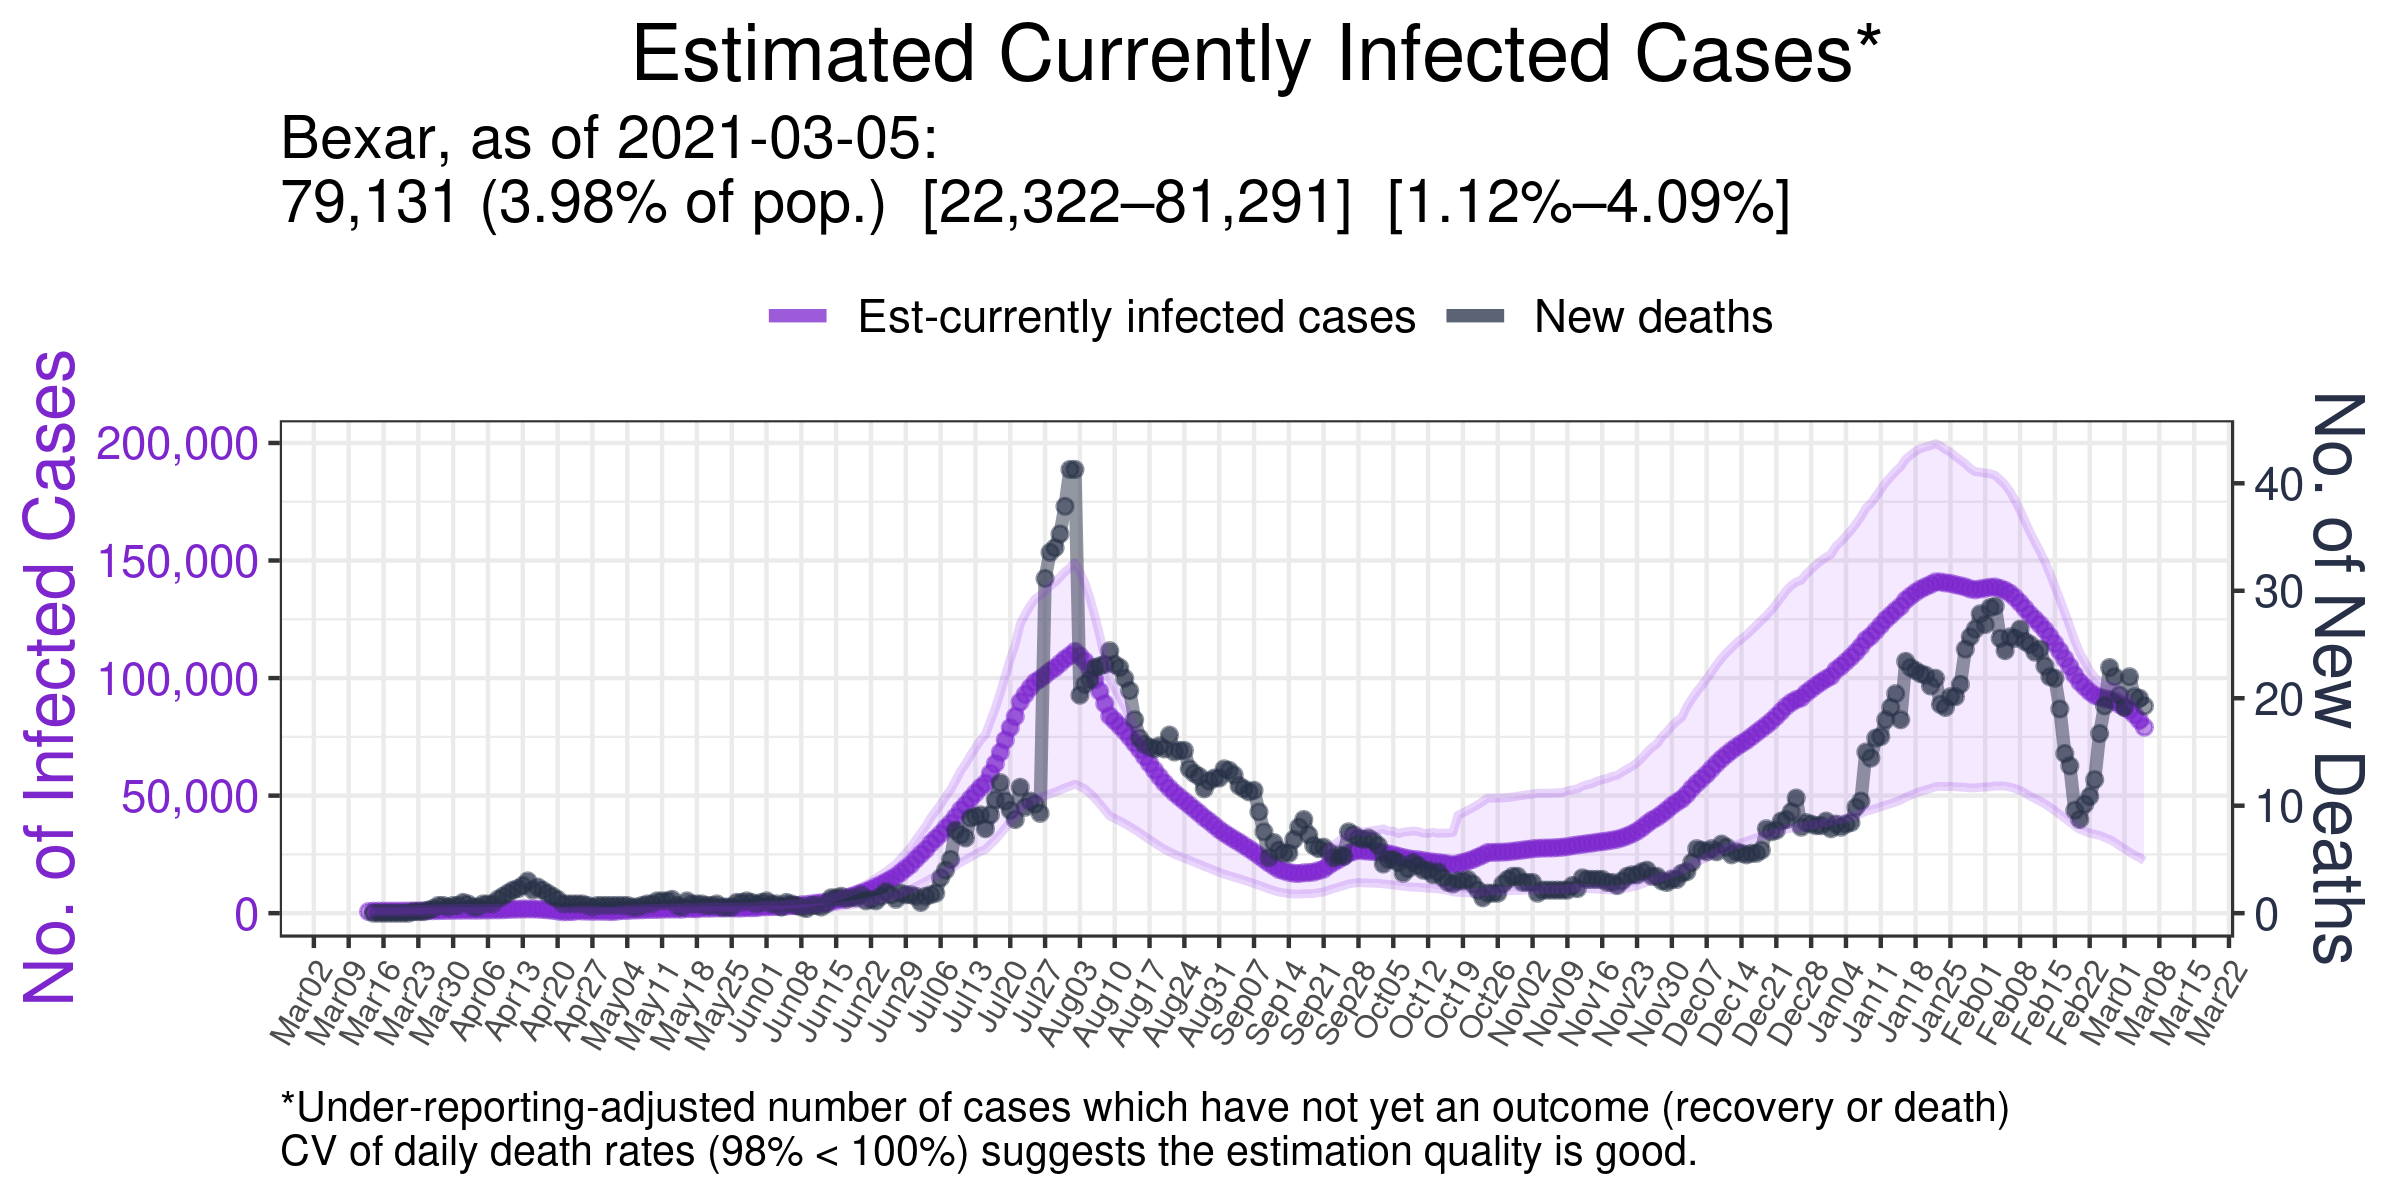 Estimated Currently Infected Cases*
Bexar, as of 2021-03-05:
79,131 (3.98% of pop.)  [22,322–81,291]  [1.12%–4.09%]
Est-currently infected cases
New deaths
No. of Infected Cases
200,000
150,000
100,000
50,000
0
40
30
20
10
0
No. of New Deaths
Mar02
Mar09
Mar16
Mar23
Mar30
Apr06
Apr13
Apr20
Apr27
May04
May11
May18
May25
Jun01
Jun08
Jun15
Jun22
Jun29
Jul06
Jul13
Jul20
Jul27
Aug03
Aug10
Aug17
Aug24
Aug31
Sep07
Sep14
Sep21
Sep28
Oct05
Oct12
Oct19
Oct26
Nov02
Nov09
Nov16
Nov23
Nov30
Dec07
Dec14
Dec21
Dec28
Jan04
Jan11
Jan18
Jan25
Feb01
Feb08
Feb15
Feb22
Mar01
Mar08
Mar15
Mar22
*Under-reporting-adjusted number of cases which have not yet an outcome (recovery or death)
CV of daily death rates (98% < 100%) suggests the estimation quality is good.